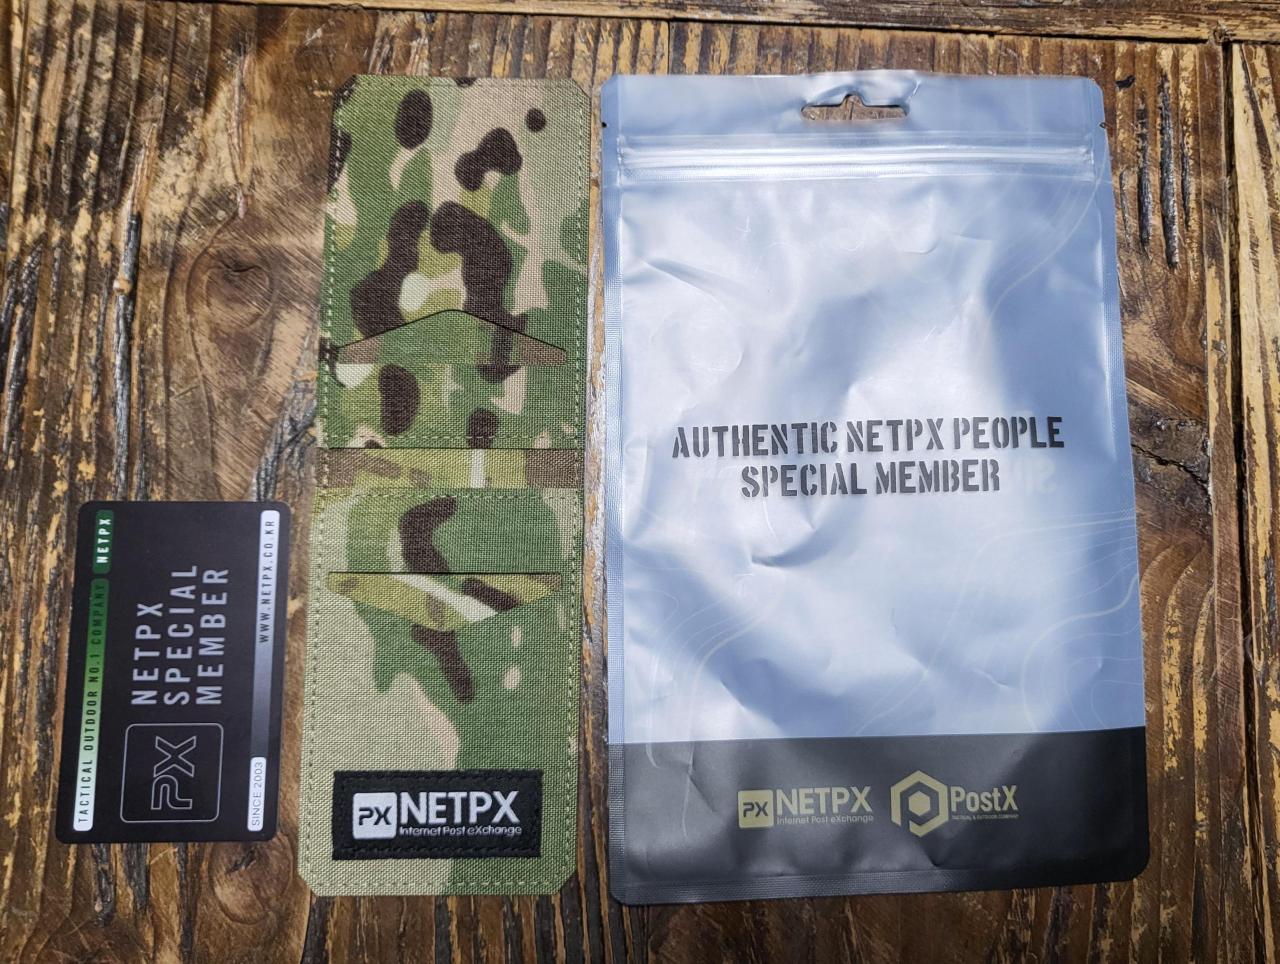 TACTICAL OUTDOOR NO.1 COMPANY NETPX
PX
NETPX
SPECIAL
MEMBER
SINCE 2003
WWW.NETPX.CO.KR
PX NETPX
Internet Post eXchange
AUTHENTIC NETPX PEOPLE
SPECIAL MEMBER
PX NETPX
Internet Post eXchange
PostX
TACTICAL & OUTDOOR COMPANY